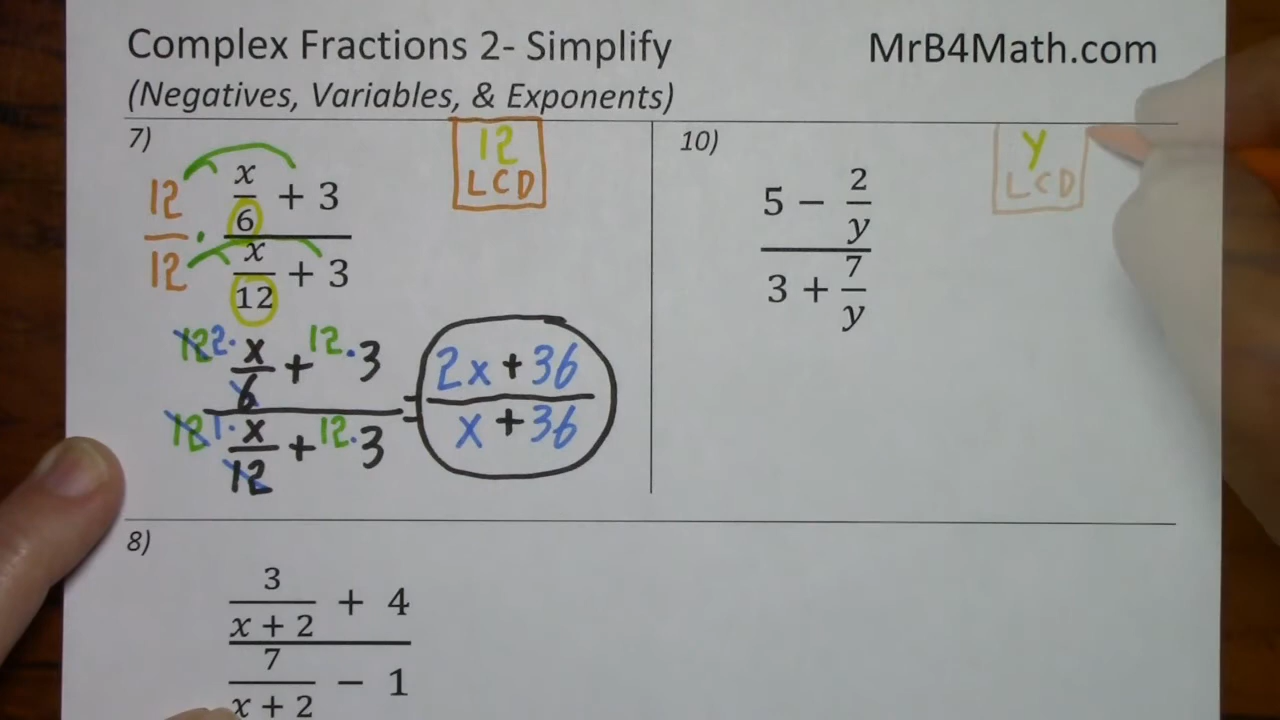 Complex Fractions 2- Simplify
MrB4Math.com
(Negatives, Variables, & Exponents)
7)
12
LCD
12/12 · (x/6 + 3)/(x/12 + 3)
(12 2 · x/6 + 12 · 3)/(12 1 · x/12 + 12 · 3) = (2x + 36)/(x + 36)
10)
y
LCD
(5 − 2/y)/(3 + 7/y)
8)
(3/(x + 2) + 4)/(7/(x + 2) − 1)